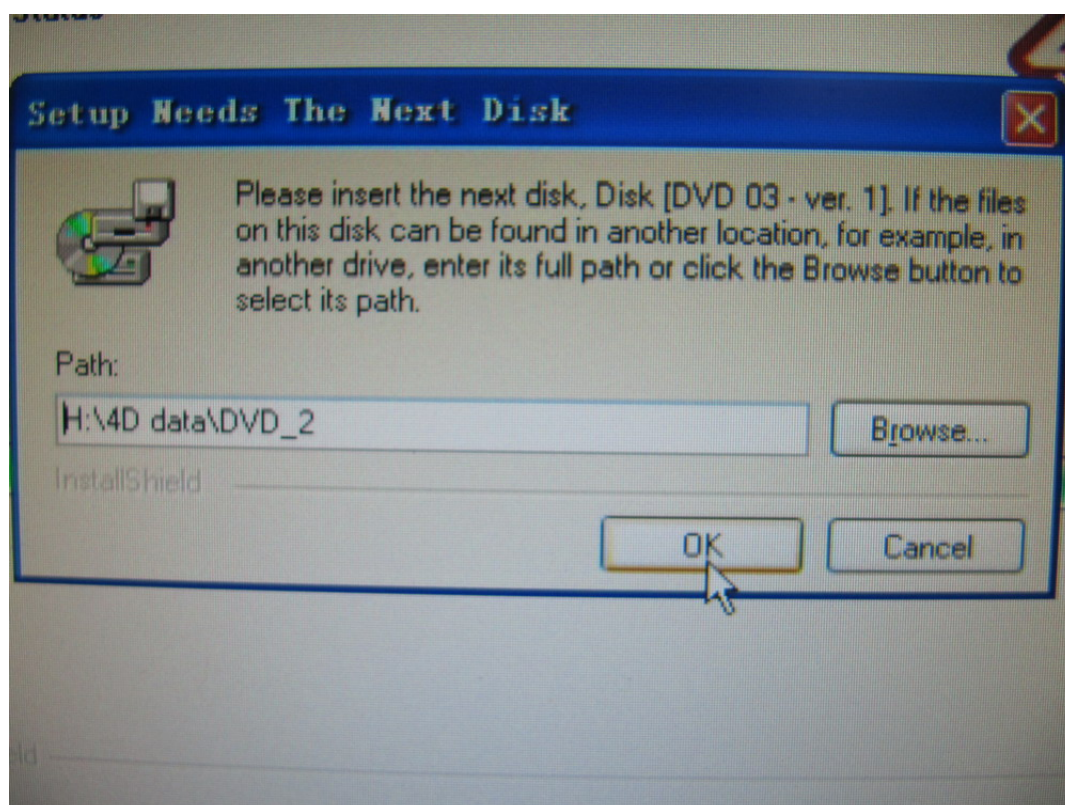 Status
Setup Needs The Next Disk
Please insert the next disk, Disk [DVD 03 - ver. 1]. If the files
on this disk can be found in another location, for example, in
another drive, enter its full path or click the Browse button to
select its path.
Path:
H:\4D data\DVD_2
Browse...
InstallShield
OK
Cancel